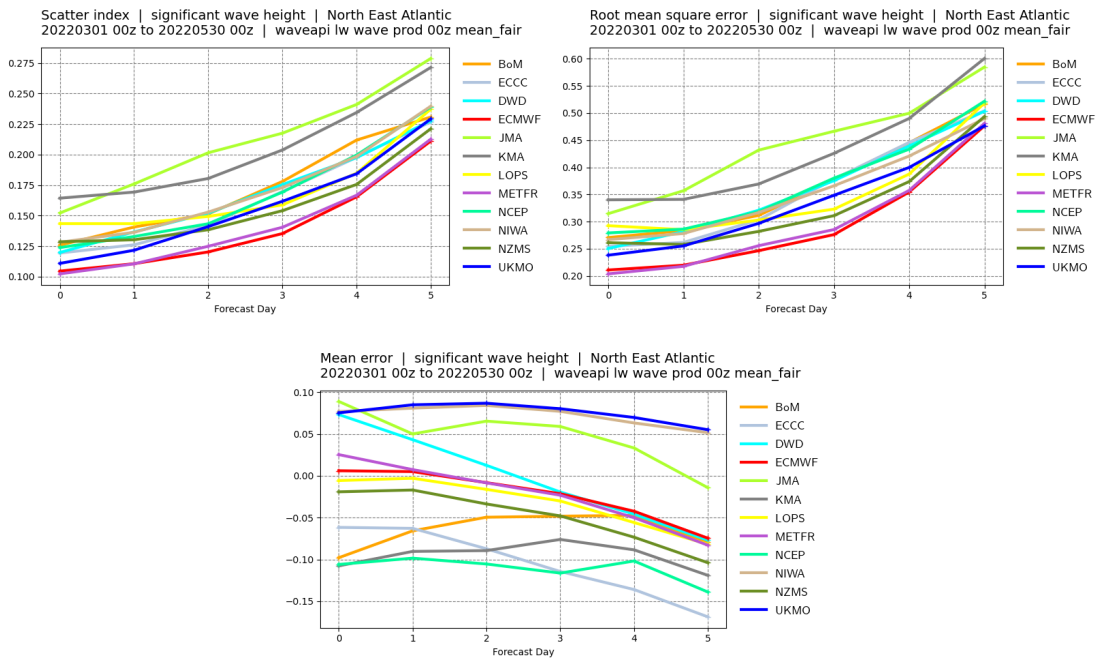 Scatter index | significant wave height | North East Atlantic
20220301 00z to 20220530 00z | waveapi lw wave prod 00z mean_fair
0.275
0.250
0.225
0.200
0.175
0.150
0.125
0.100
0 1 2 3 4 5
Forecast Day
BoM
ECCC
DWD
ECMWF
JMA
KMA
LOPS
METFR
NCEP
NIWA
NZMS
UKMO
Root mean square error | significant wave height | North East Atlantic
20220301 00z to 20220530 00z | waveapi lw wave prod 00z mean_fair
0.60
0.55
0.50
0.45
0.40
0.35
0.30
0.25
0.20
0 1 2 3 4 5
Forecast Day
BoM
ECCC
DWD
ECMWF
JMA
KMA
LOPS
METFR
NCEP
NIWA
NZMS
UKMO
Mean error | significant wave height | North East Atlantic
20220301 00z to 20220530 00z | waveapi lw wave prod 00z mean_fair
0.10
0.05
0.00
−0.05
−0.10
−0.15
0 1 2 3 4 5
Forecast Day
BoM
ECCC
DWD
ECMWF
JMA
KMA
LOPS
METFR
NCEP
NIWA
NZMS
UKMO